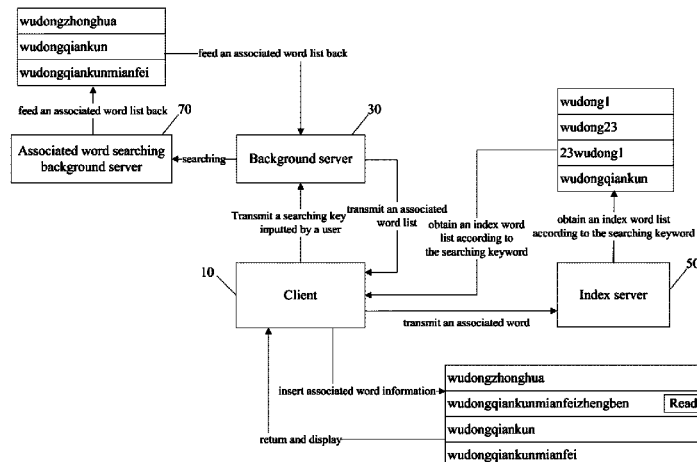 wudongzhonghua
wudongqiankun
wudongqiankunmianfei
feed an associated word list back
feed an associated word list back
70
30
Associated word searching
background server
searching
Background server
wudong1
wudong23
23wudong1
wudongqiankun
Transmit a searching key
inputted by a user
transmit an associated
word list
obtain an index word
list according to
the searching keyword
obtain an index word list
according to the searching keyword
10
Client
50
Index server
transmit an associated word
insert associated word information
return and display
wudongzhonghua
wudongqiankunmianfeizhengben
Read
wudongqiankun
wudongqiankunmianfei